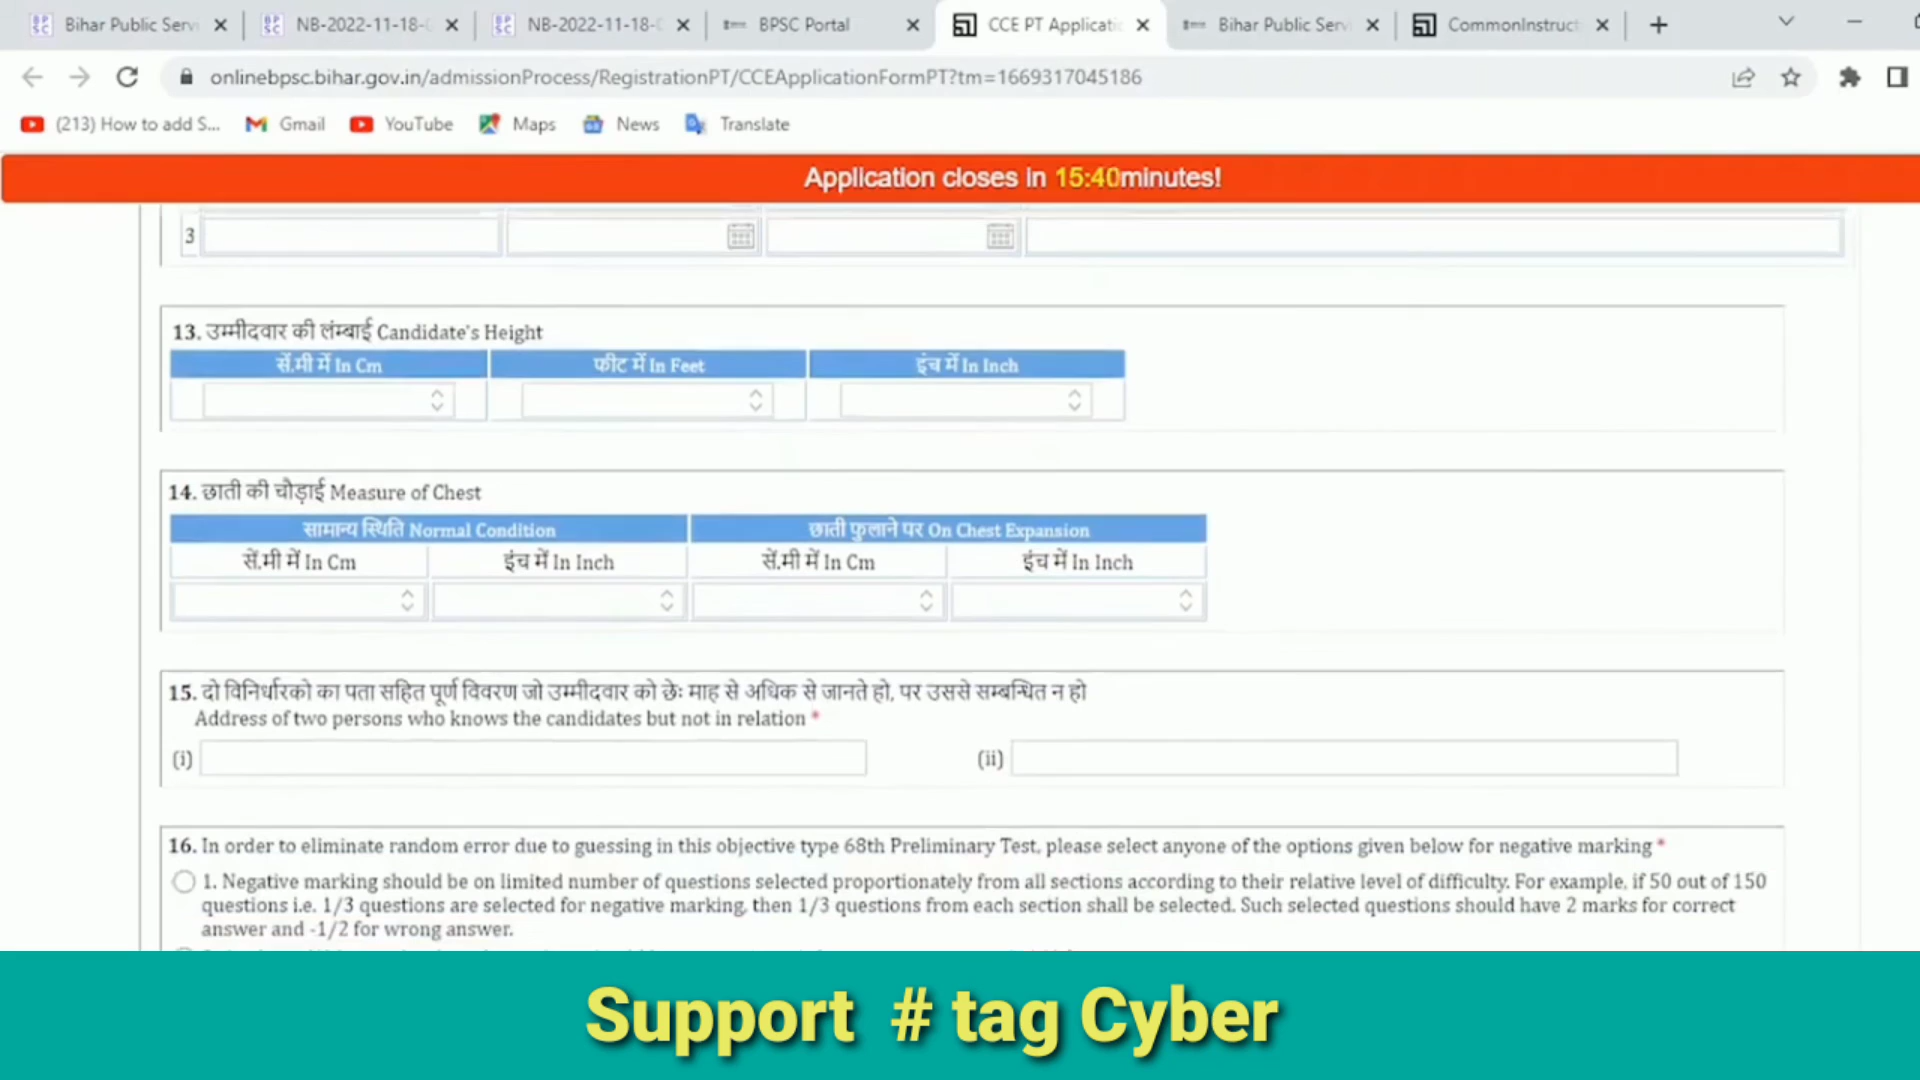 Bihar Public Serv
NB-2022-11-18-
NB-2022-11-18-
BPSC Portal
CCE PT Applicati
Bihar Public Serv
CommonInstruct
onlinebpsc.bihar.gov.in/admissionProcess/RegistrationPT/CCEApplicationFormPT?tm=1669317045186
(213) How to add S...
Gmail
YouTube
Maps
News
Translate
Application closes in 15:40minutes!
3
13. उम्मीदवार की लंम्बाई Candidate's Height
सें.मी में In Cm
फीट में In Feet
इंच में In Inch
14. छाती की चौड़ाई Measure of Chest
सामान्य स्थिति Normal Condition
छाती फुलाने पर On Chest Expansion
सें.मी में In Cm
इंच में In Inch
सें.मी में In Cm
इंच में In Inch
15. दो विनिर्धारको का पता सहित पूर्ण विवरण जो उम्मीदवार को छेः माह से अधिक से जानते हो, पर उससे सम्बन्धित न हो
Address of two persons who knows the candidates but not in relation *
(i)
(ii)
16. In order to eliminate random error due to guessing in this objective type 68th Preliminary Test, please select anyone of the options given below for negative marking *
1. Negative marking should be on limited number of questions selected proportionately from all sections according to their relative level of difficulty. For example, if 50 out of 150
questions i.e. 1/3 questions are selected for negative marking, then 1/3 questions from each section shall be selected. Such selected questions should have 2 marks for correct
answer and -1/2 for wrong answer.
Support # tag Cyber